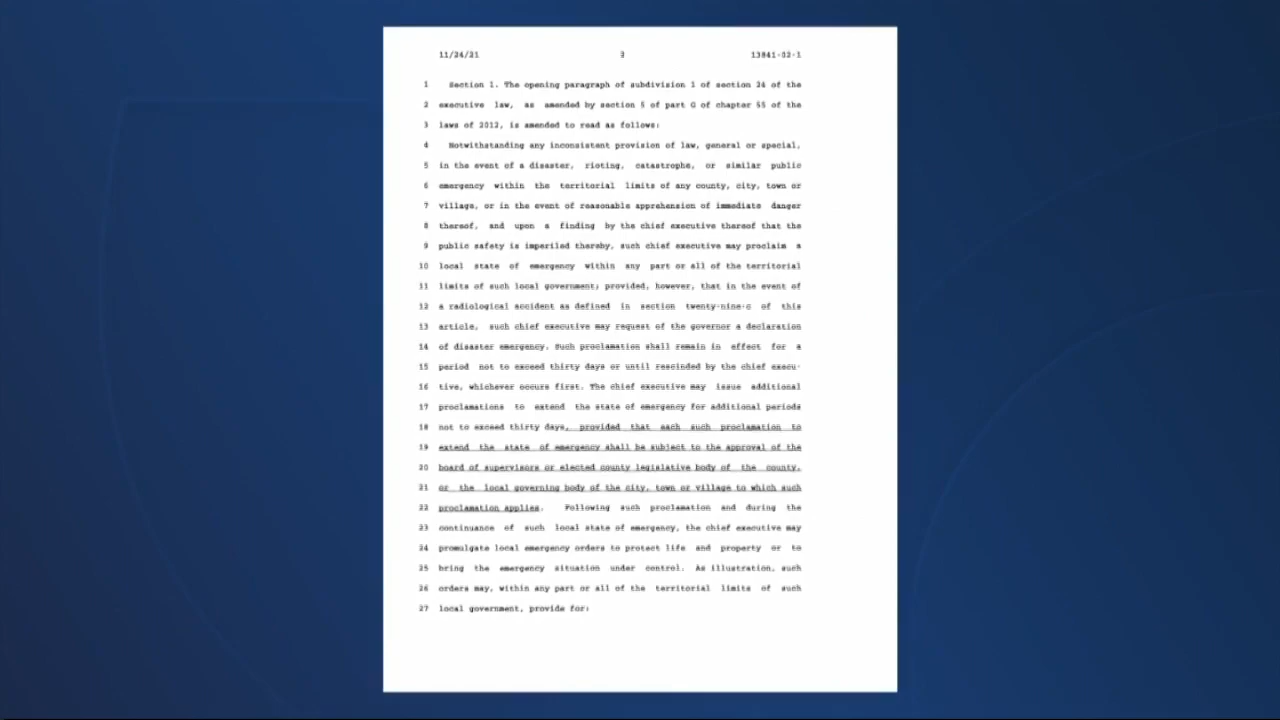 11/24/21 3 13841-02-1
1 Section 1. The opening paragraph of subdivision 1 of section 24 of the
2 executive law, as amended by section 5 of part G of chapter 55 of the
3 laws of 2012, is amended to read as follows:
4 Notwithstanding any inconsistent provision of law, general or special,
5 in the event of a disaster, rioting, catastrophe, or similar public
6 emergency within the territorial limits of any county, city, town or
7 village, or in the event of reasonable apprehension of immediate danger
8 thereof, and upon a finding by the chief executive thereof that the
9 public safety is imperiled thereby, such chief executive may proclaim a
10 local state of emergency within any part or all of the territorial
11 limits of such local government; provided, however, that in the event of
12 a radiological accident as defined in section twenty-nine-c of this
13 article, such chief executive may request of the governor a declaration
14 of disaster emergency. Such proclamation shall remain in effect for a
15 period not to exceed thirty days or until rescinded by the chief execu-
16 tive, whichever occurs first. The chief executive may issue additional
17 proclamations to extend the state of emergency for additional periods
18 not to exceed thirty days, provided that each such proclamation to
19 extend the state of emergency shall be subject to the approval of the
20 board of supervisors or elected county legislative body of the county,
21 or the local governing body of the city, town or village to which such
22 proclamation applies. Following such proclamation and during the
23 continuance of such local state of emergency, the chief executive may
24 promulgate local emergency orders to protect life and property or to
25 bring the emergency situation under control. As illustration, such
26 orders may, within any part or all of the territorial limits of such
27 local government, provide for: